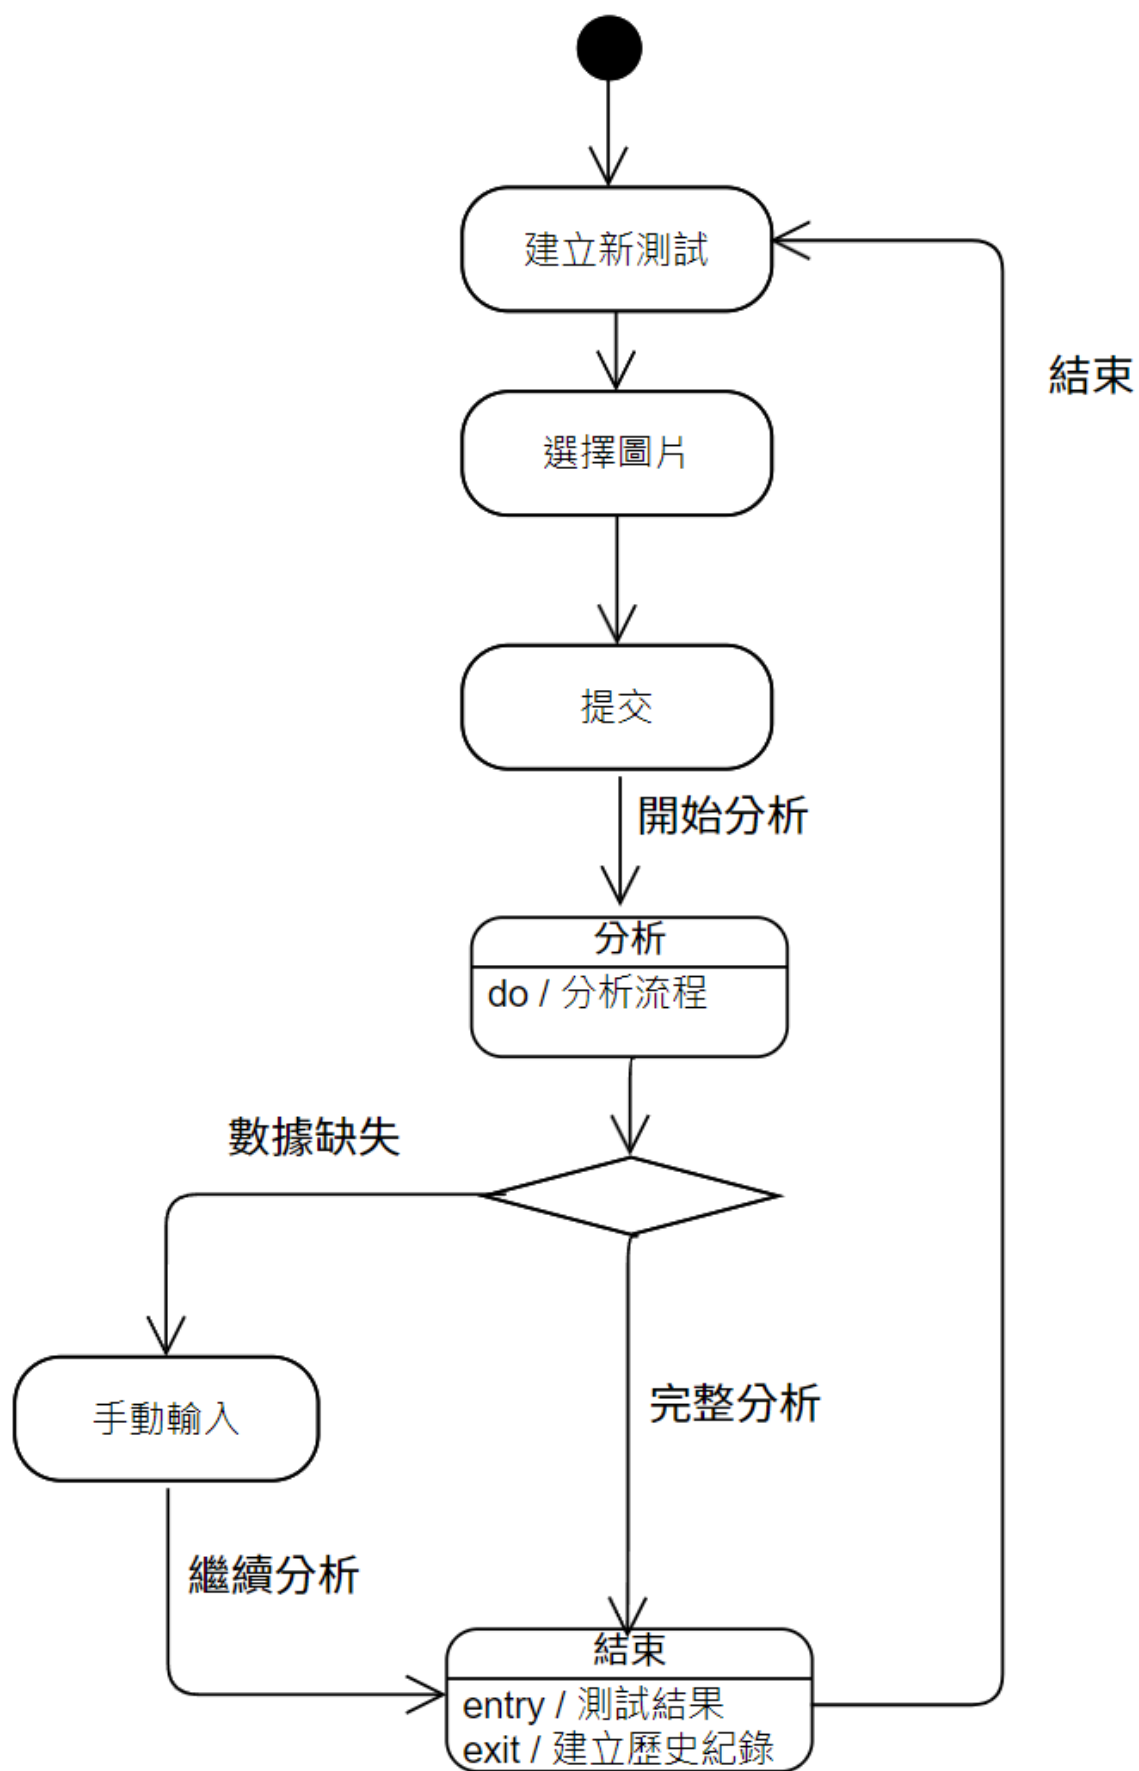 建立新測試
結束
選擇圖片
提交
開始分析
分析
do / 分析流程
數據缺失
手動輸入
完整分析
繼續分析
結束
entry / 測試結果
exit / 建立歷史紀錄